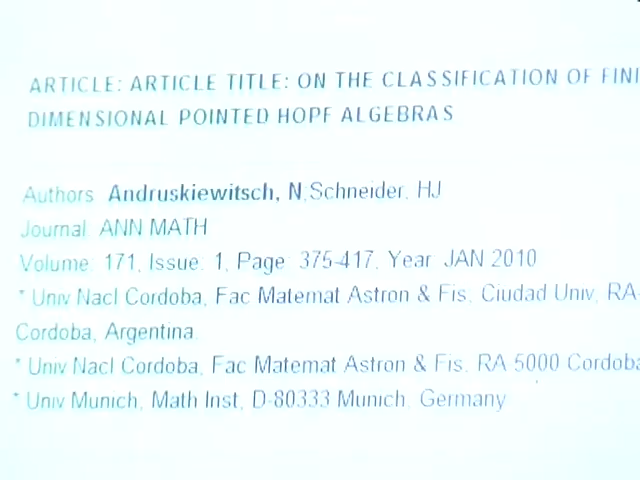 ARTICLE: ARTICLE TITLE: ON THE CLASSIFICATION OF FINI
DIMENSIONAL POINTED HOPF ALGEBRAS
Authors Andruskiewitsch, N, Schneider, HJ
Journal ANN MATH
Volume: 171, Issue. 1, Page 375-417, Year JAN 2010
* Univ Nacl Cordoba, Fac Matemat Astron & Fis. Ciudad Univ, RA-
Cordoba, Argentina.
* Univ Nacl Cordoba, Fac Matemat Astron & Fis. RA 5000 Cordoba
* Univ Munich, Math Inst, D-80333 Munich, Germany